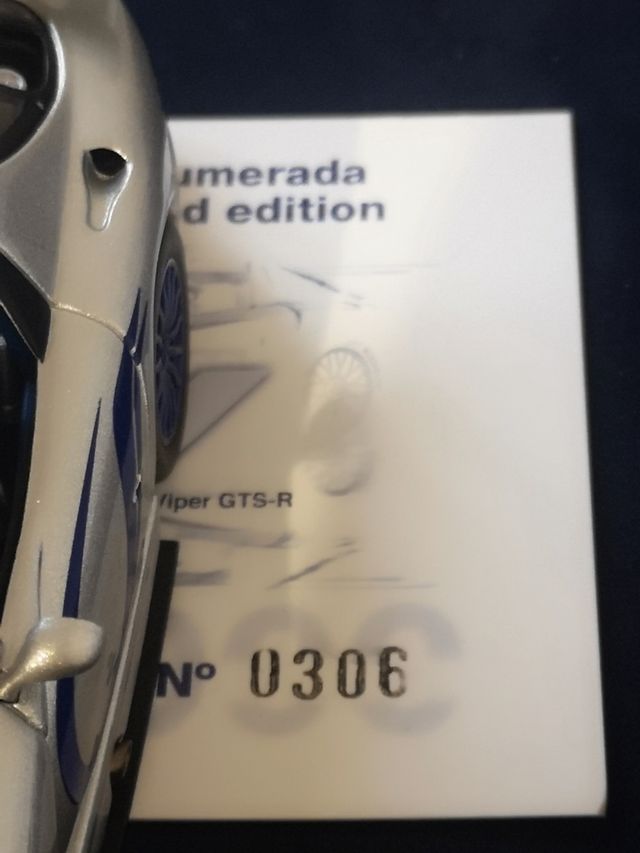 umerada
d edition
Viper GTS-R
Nº 0306